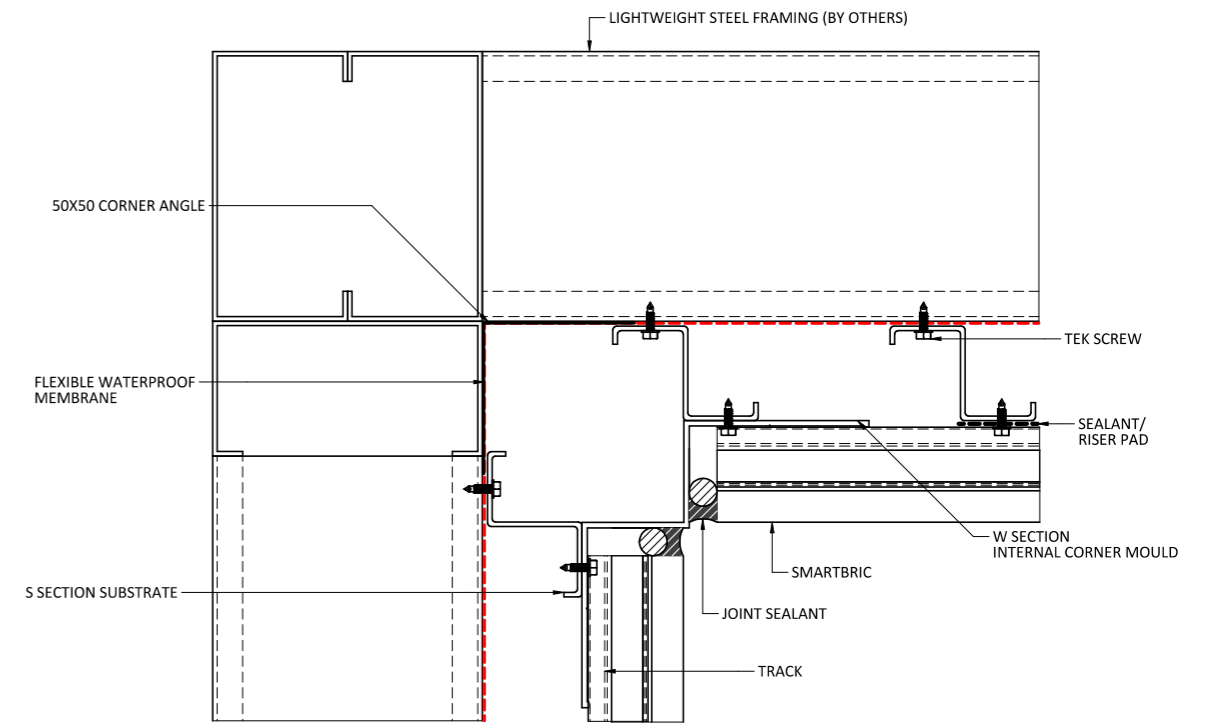 LIGHTWEIGHT STEEL FRAMING (BY OTHERS)
50X50 CORNER ANGLE
TEK SCREW
FLEXIBLE WATERPROOF
MEMBRANE
SEALANT/
RISER PAD
W SECTION
INTERNAL CORNER MOULD
SMARTBRIC
S SECTION SUBSTRATE
JOINT SEALANT
TRACK